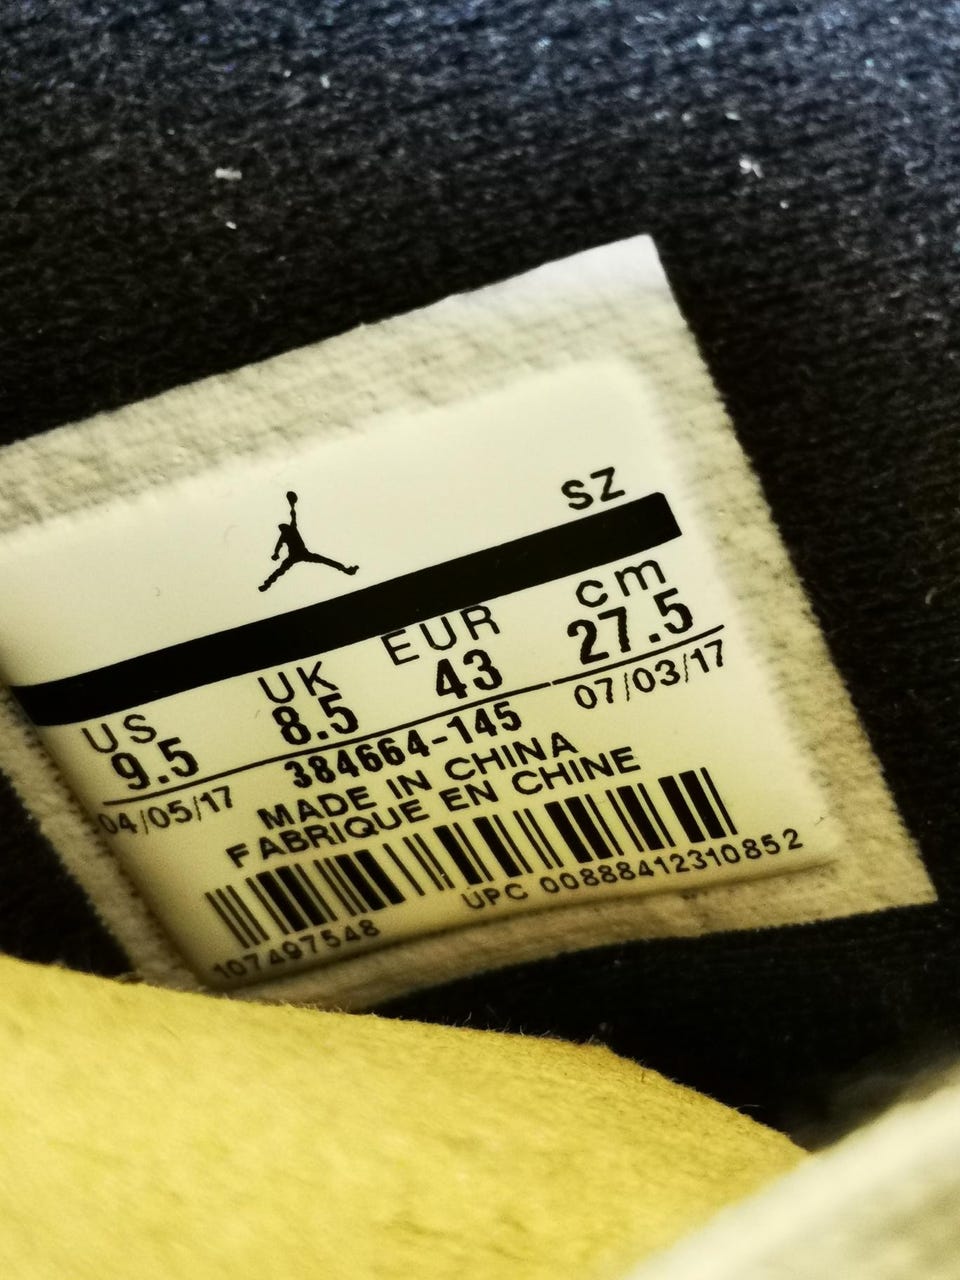 SZ
US UK EUR cm
9.5 8.5 43 27.5
04/05/17 384664-145 07/03/17
MADE IN CHINA
FABRIQUE EN CHINE
107497548 UPC 00888412310852